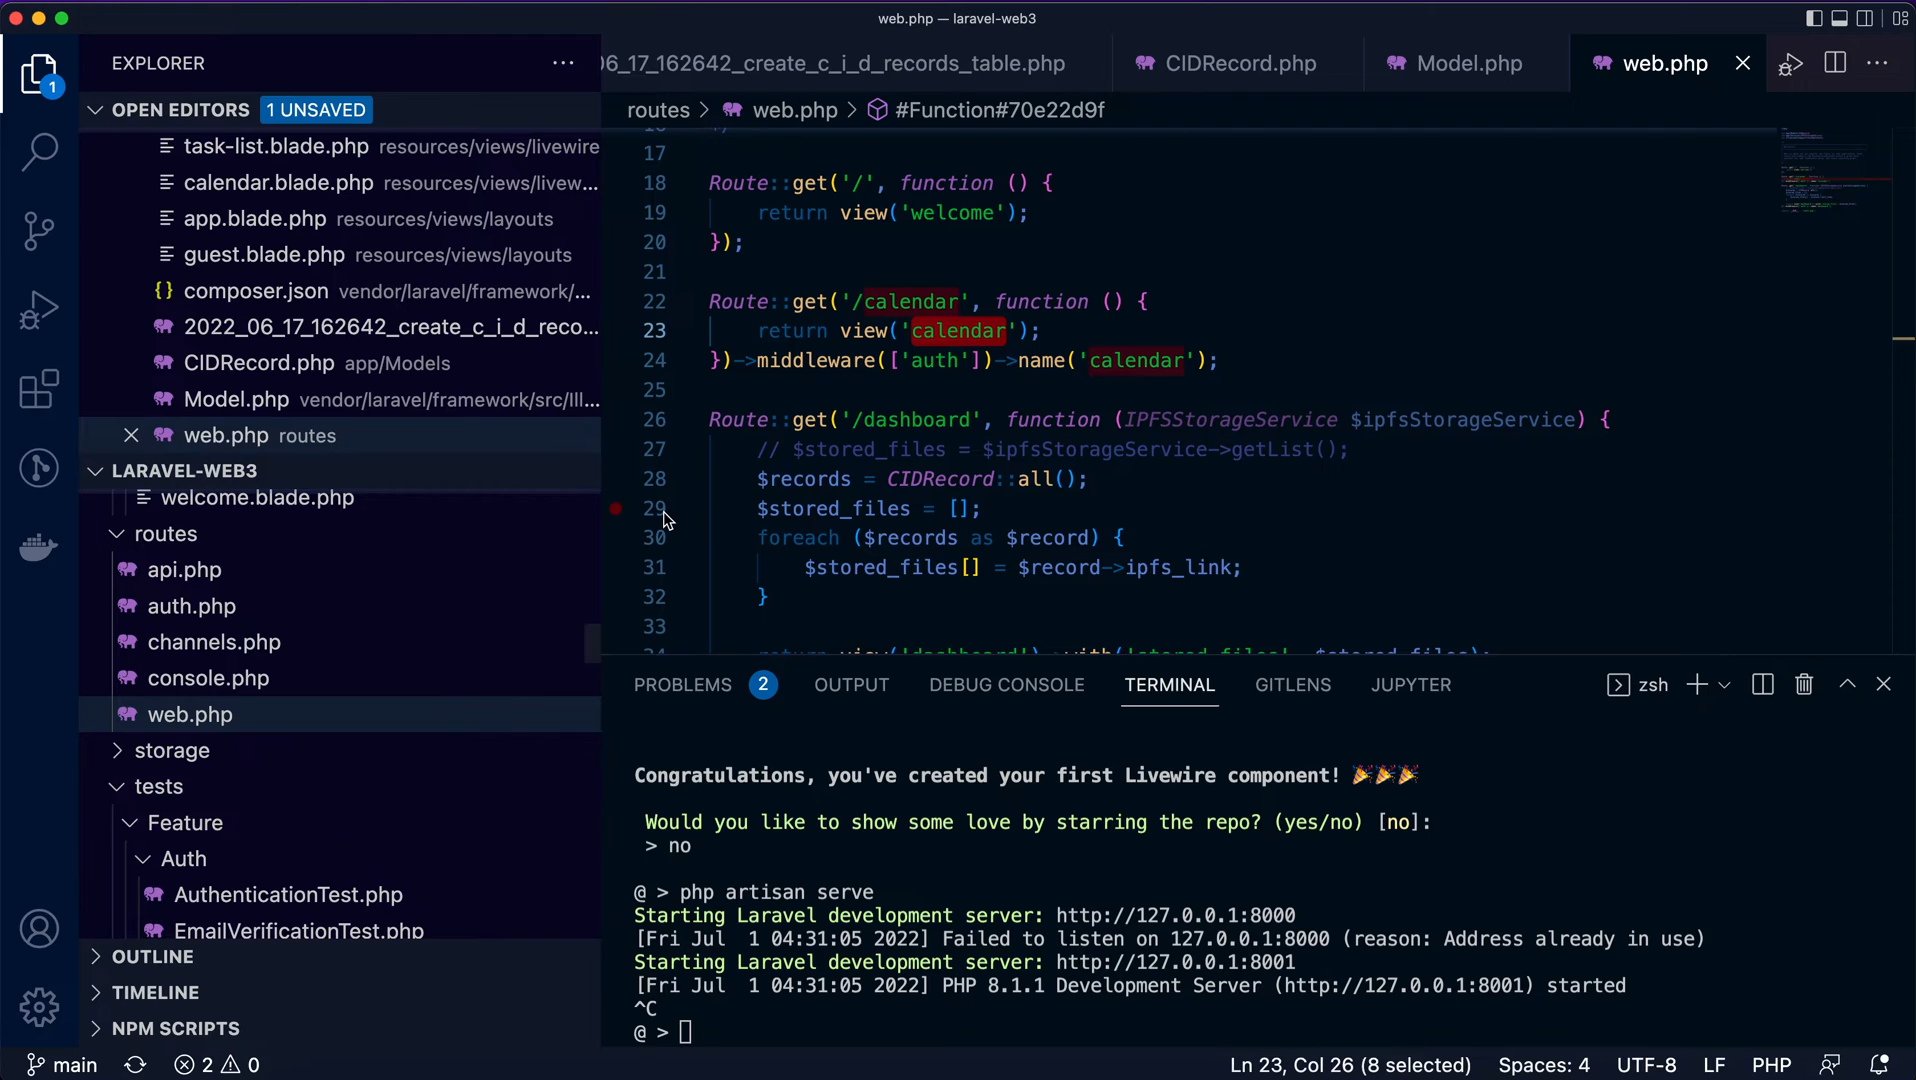 web.php — laravel-web3
EXPLORER
06_17_162642_create_c_i_d_records_table.php
CIDRecord.php
Model.php
web.php
1
OPEN EDITORS
1 UNSAVED
routes > web.php > #Function#70e22d9f
task-list.blade.php resources/views/livewire
calendar.blade.php resources/views/livew...
app.blade.php resources/views/layouts
guest.blade.php resources/views/layouts
composer.json vendor/laravel/framework/...
2022_06_17_162642_create_c_i_d_reco...
CIDRecord.php app/Models
Model.php vendor/laravel/framework/src/Ill...
web.php routes
LARAVEL-WEB3
welcome.blade.php
routes
api.php
auth.php
channels.php
console.php
web.php
storage
tests
Feature
Auth
AuthenticationTest.php
EmailVerificationTest.php
OUTLINE
TIMELINE
NPM SCRIPTS
16 */
17
18 Route::get('/', function () {
19 return view('welcome');
20 });
21
22 Route::get('/calendar', function () {
23 return view('calendar');
24 })->middleware(['auth'])->name('calendar');
25
26 Route::get('/dashboard', function (IPFSStorageService $ipfsStorageService) {
27 // $stored_files = $ipfsStorageService->getList();
28 $records = CIDRecord::all();
29 $stored_files = [];
30 foreach ($records as $record) {
31 $stored_files[] = $record->ipfs_link;
32 }
33
34 return view('dashboard')->with('stored_files', $stored_files);
PROBLEMS 2 OUTPUT DEBUG CONSOLE TERMINAL GITLENS JUPYTER
zsh
Congratulations, you've created your first Livewire component! 🎉🎉🎉
Would you like to show some love by starring the repo? (yes/no) [no]:
> no
@ > php artisan serve
Starting Laravel development server: http://127.0.0.1:8000
[Fri Jul 1 04:31:05 2022] Failed to listen on 127.0.0.1:8000 (reason: Address already in use)
Starting Laravel development server: http://127.0.0.1:8001
[Fri Jul 1 04:31:05 2022] PHP 8.1.1 Development Server (http://127.0.0.1:8001) started
^C
@ >
main
2 0
Ln 23, Col 26 (8 selected)
Spaces: 4
UTF-8
LF
PHP